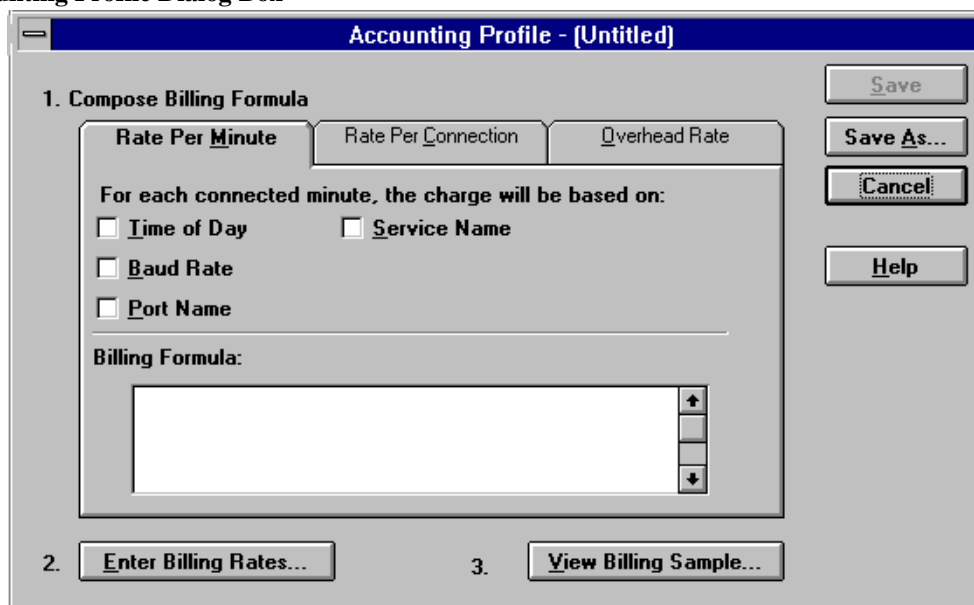 Accounting Profile - (Untitled)
1. Compose Billing Formula
Save
Rate Per Minute
Rate Per Connection
Overhead Rate
Save As...
For each connected minute, the charge will be based on:
Cancel
Time of Day
Service Name
Baud Rate
Help
Port Name
Billing Formula:
2. Enter Billing Rates...
3. View Billing Sample...